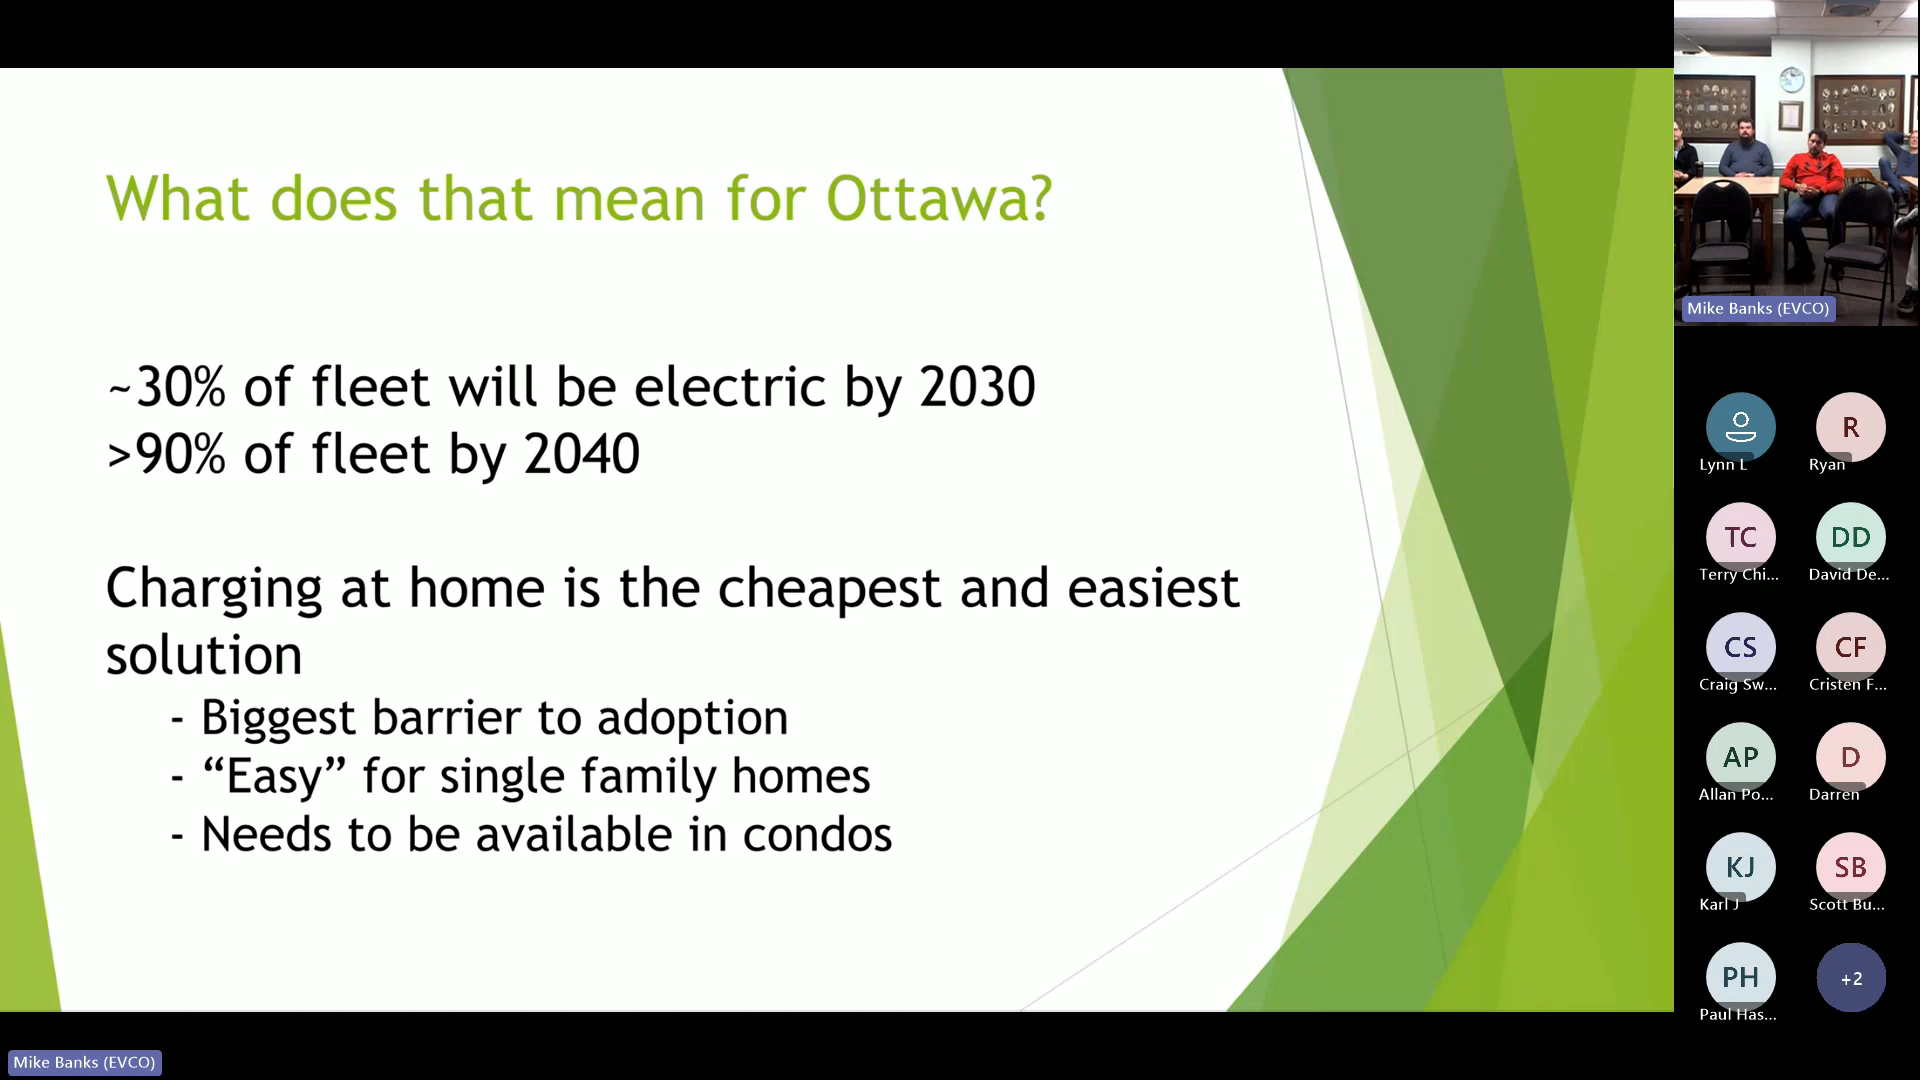 What does that mean for Ottawa?
~30% of fleet will be electric by 2030
>90% of fleet by 2040
Charging at home is the cheapest and easiest
solution
- Biggest barrier to adoption
- “Easy” for single family homes
- Needs to be available in condos
Mike Banks (EVCO)
Lynn L
R
Ryan
TC
Terry Chi...
DD
David De...
CS
Craig Sw...
CF
Cristen F...
AP
Allan Po...
D
Darren
KJ
Karl J
SB
Scott Bu...
PH
Paul Has...
+2
Mike Banks (EVCO)